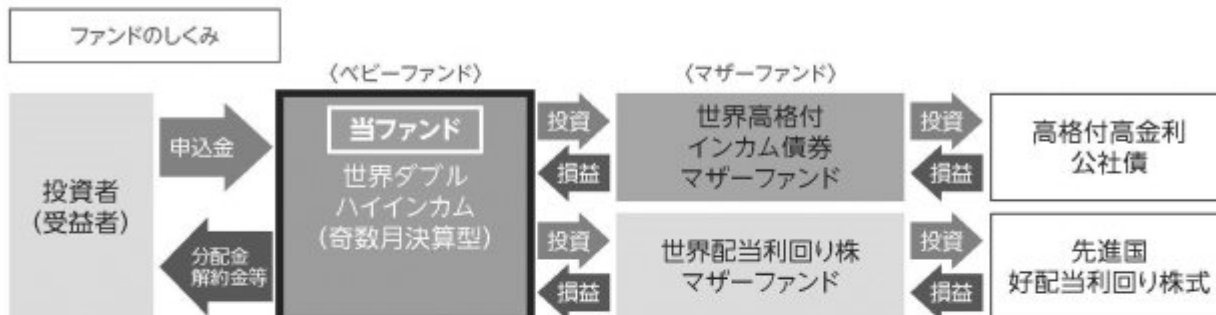 ファンドのしくみ
〈ベビーファンド〉
〈マザーファンド〉
投資者
(受益者)
申込金
分配金
解約金等
当ファンド
世界ダブル
ハイインカム
(奇数月決算型)
投資
損益
世界高格付
インカム債券
マザーファンド
投資
損益
高格付高金利
公社債
投資
損益
世界配当利回り株
マザーファンド
投資
損益
先進国
好配当利回り株式